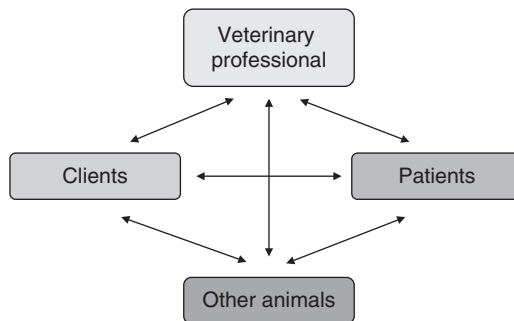 Veterinary
professional
Clients
Patients
Other animals